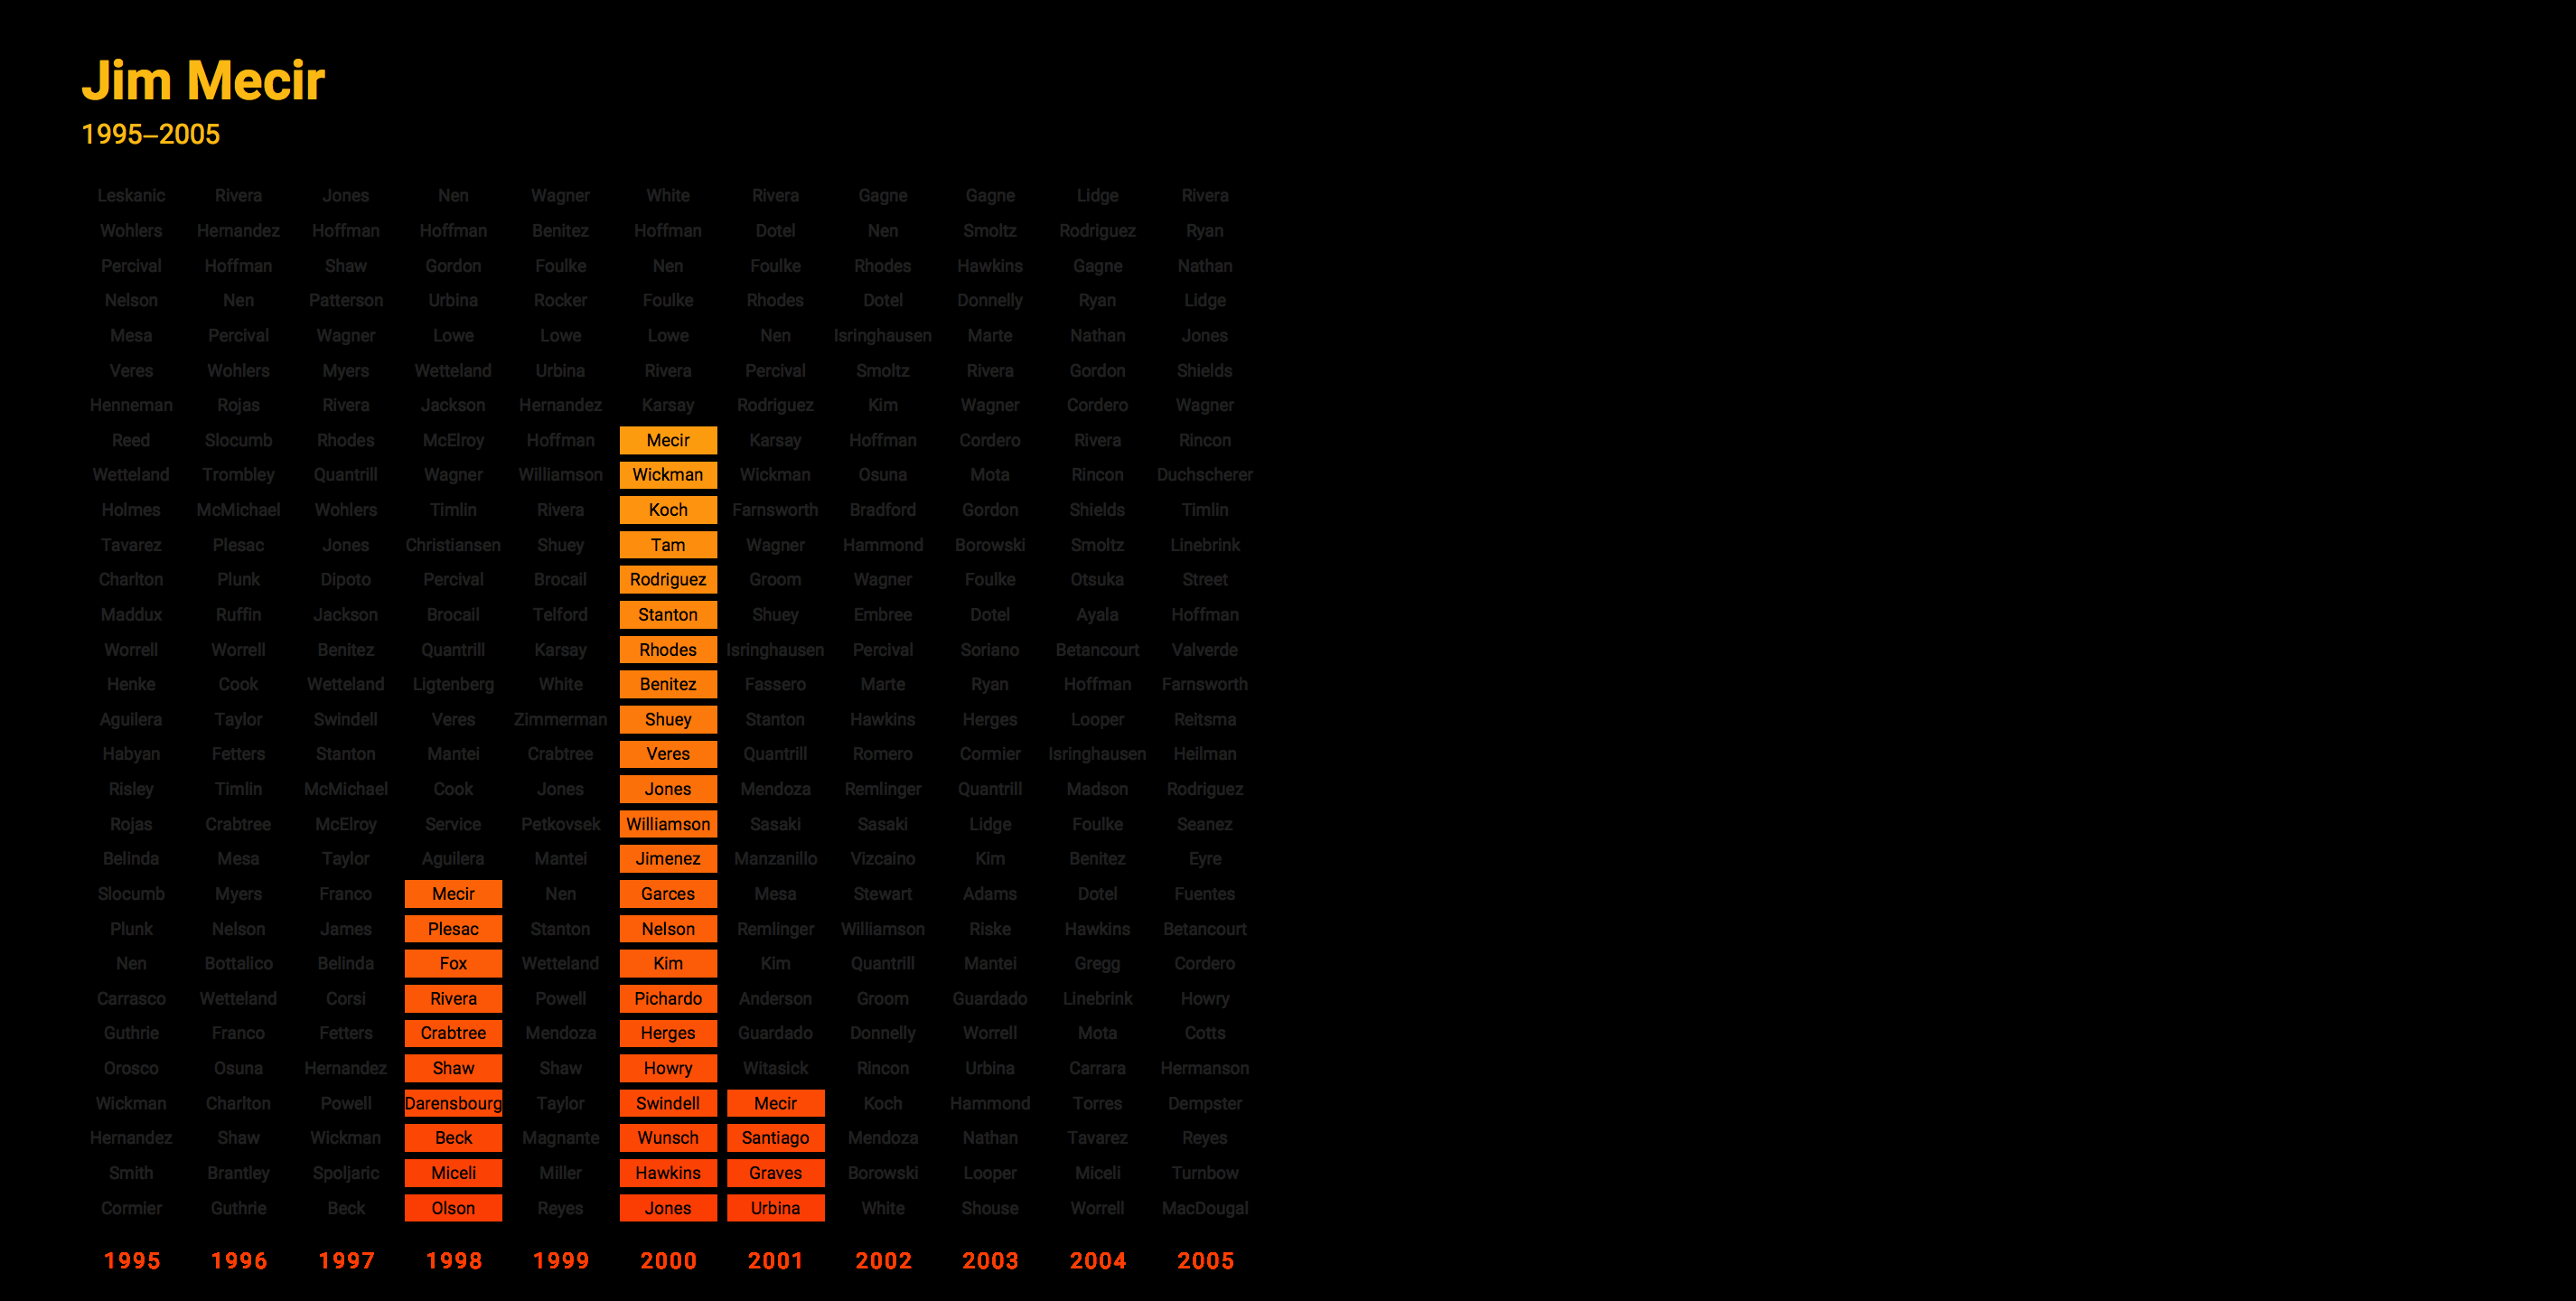 Jim Mecir
1995–2005
Leskanic Rivera Jones Nen Wagner White Rivera Gagne Gagne Lidge Rivera
Wohlers Hernandez Hoffman Hoffman Benitez Hoffman Dotel Nen Smoltz Rodriguez Ryan
Percival Hoffman Shaw Gordon Foulke Nen Foulke Rhodes Hawkins Gagne Nathan
Nelson Nen Patterson Urbina Rocker Foulke Rhodes Dotel Donnelly Ryan Lidge
Mesa Percival Wagner Lowe Lowe Lowe Nen Isringhausen Marte Nathan Jones
Veres Wohlers Myers Wetteland Urbina Rivera Percival Smoltz Rivera Gordon Shields
Henneman Rojas Rivera Jackson Hernandez Karsay Rodriguez Kim Wagner Cordero Wagner
Reed Slocumb Rhodes McElroy Hoffman Mecir Karsay Hoffman Cordero Rivera Rincon
Wetteland Trombley Quantrill Wagner Williamson Wickman Wickman Osuna Mota Rincon Duchscherer
Holmes McMichael Wohlers Timlin Rivera Koch Farnsworth Bradford Gordon Shields Timlin
Tavarez Plesac Jones Christiansen Shuey Tam Wagner Hammond Borowski Smoltz Linebrink
Charlton Plunk Dipoto Percival Brocail Rodriguez Groom Wagner Foulke Otsuka Street
Maddux Ruffin Jackson Brocail Telford Stanton Shuey Embree Dotel Ayala Hoffman
Worrell Worrell Benitez Quantrill Karsay Rhodes Isringhausen Percival Soriano Betancourt Valverde
Henke Cook Wetteland Ligtenberg White Benitez Fassero Marte Ryan Hoffman Farnsworth
Aguilera Taylor Swindell Veres Zimmerman Shuey Stanton Hawkins Herges Looper Reitsma
Habyan Fetters Stanton Mantei Crabtree Veres Quantrill Romero Cormier Isringhausen Heilman
Risley Timlin McMichael Cook Jones Jones Mendoza Remlinger Quantrill Madson Rodriguez
Rojas Crabtree McElroy Service Petkovsek Williamson Sasaki Sasaki Lidge Foulke Seanez
Belinda Mesa Taylor Aguilera Mantei Jimenez Manzanillo Vizcaino Kim Benitez Eyre
Slocumb Myers Franco Mecir Nen Garces Mesa Stewart Adams Dotel Fuentes
Plunk Nelson James Plesac Stanton Nelson Remlinger Williamson Riske Hawkins Betancourt
Nen Bottalico Belinda Fox Wetteland Kim Kim Quantrill Mantei Gregg Cordero
Carrasco Wetteland Corsi Rivera Powell Pichardo Anderson Groom Guardado Linebrink Howry
Guthrie Franco Fetters Crabtree Mendoza Herges Guardado Donnelly Worrell Mota Cotts
Orosco Osuna Hernandez Shaw Shaw Howry Witasick Rincon Urbina Carrara Hermanson
Wickman Charlton Powell Darensbourg Taylor Swindell Mecir Koch Hammond Torres Dempster
Hernandez Shaw Wickman Beck Magnante Wunsch Santiago Mendoza Nathan Tavarez Reyes
Smith Brantley Spoljaric Miceli Miller Hawkins Graves Borowski Looper Miceli Turnbow
Cormier Guthrie Beck Olson Reyes Jones Urbina White Shouse Worrell MacDougal
1995 1996 1997 1998 1999 2000 2001 2002 2003 2004 2005